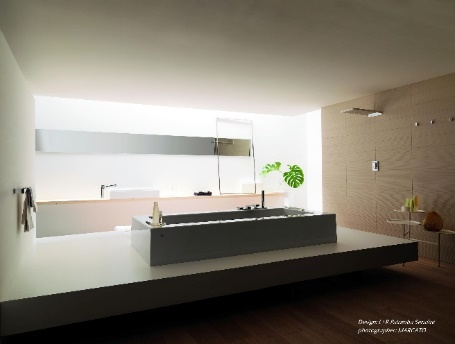 Design: L+R Palomba Serafini
photographer: MARCATO